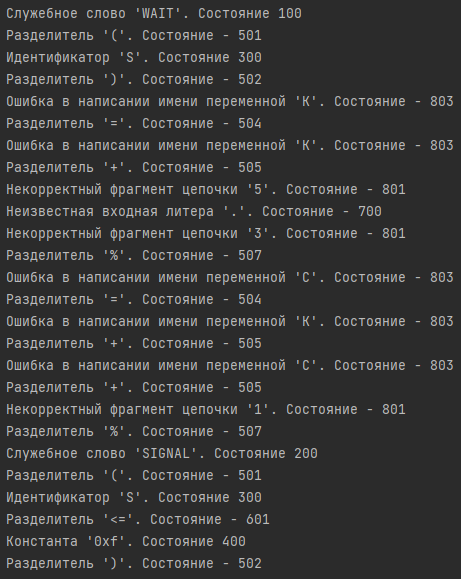 Служебное слово 'WAIT'. Состояние 100
Разделитель '('. Состояние - 501
Идентификатор 'S'. Состояние 300
Разделитель ')'. Состояние - 502
Ошибка в написании имени переменной 'K'. Состояние - 803
Разделитель '='. Состояние - 504
Ошибка в написании имени переменной 'K'. Состояние - 803
Разделитель '+'. Состояние - 505
Некорректный фрагмент цепочки '5'. Состояние - 801
Неизвестная входная литера '.'. Состояние - 700
Некорректный фрагмент цепочки '3'. Состояние - 801
Разделитель '%'. Состояние - 507
Ошибка в написании имени переменной 'C'. Состояние - 803
Разделитель '='. Состояние - 504
Ошибка в написании имени переменной 'K'. Состояние - 803
Разделитель '+'. Состояние - 505
Ошибка в написании имени переменной 'C'. Состояние - 803
Разделитель '+'. Состояние - 505
Некорректный фрагмент цепочки '1'. Состояние - 801
Разделитель '%'. Состояние - 507
Служебное слово 'SIGNAL'. Состояние 200
Разделитель '('. Состояние - 501
Идентификатор 'S'. Состояние 300
Разделитель '<='. Состояние - 601
Константа '0xf'. Состояние 400
Разделитель ')'. Состояние - 502